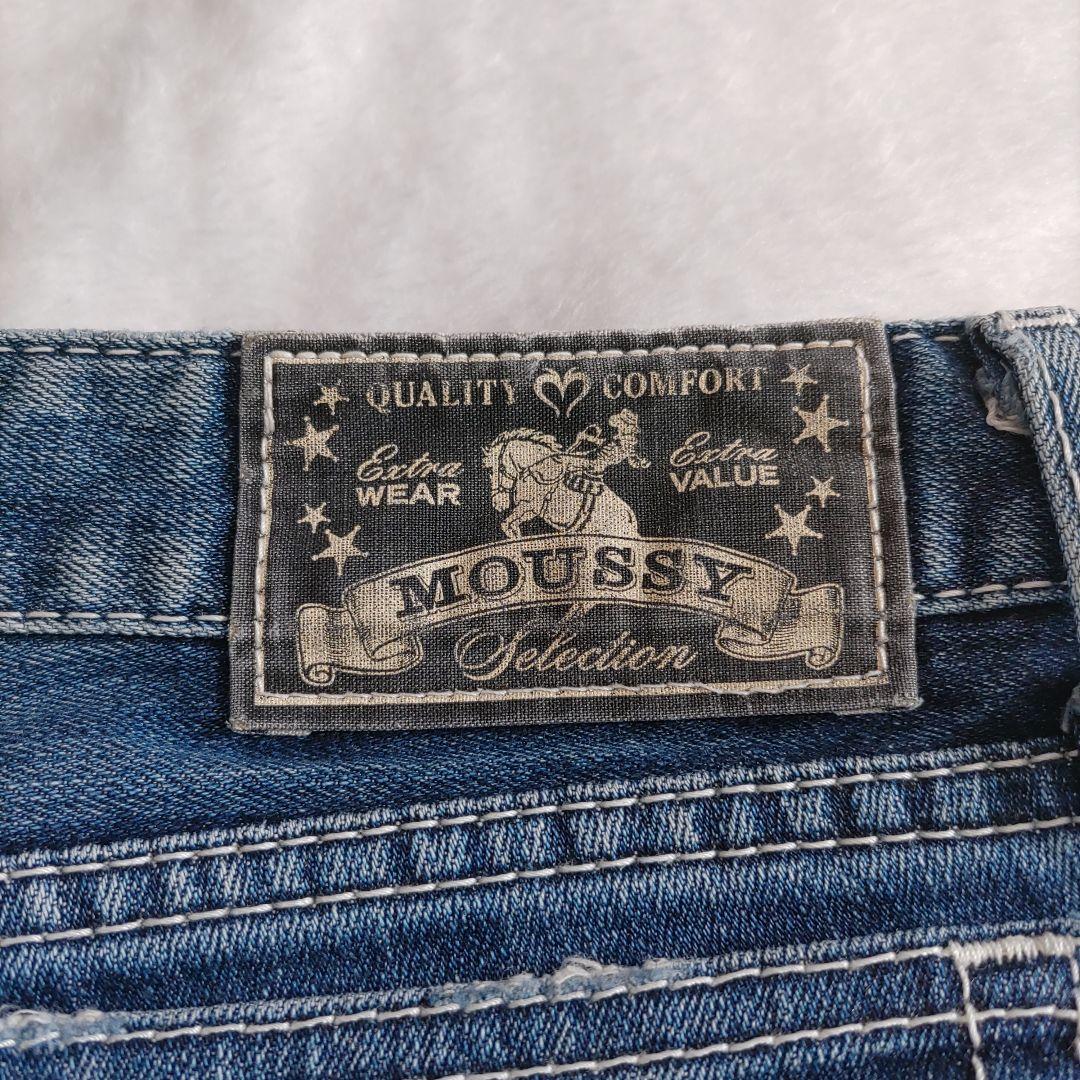 QUALITY COMFORT
Extra WEAR
Extra VALUE
MOUSSY
Selection